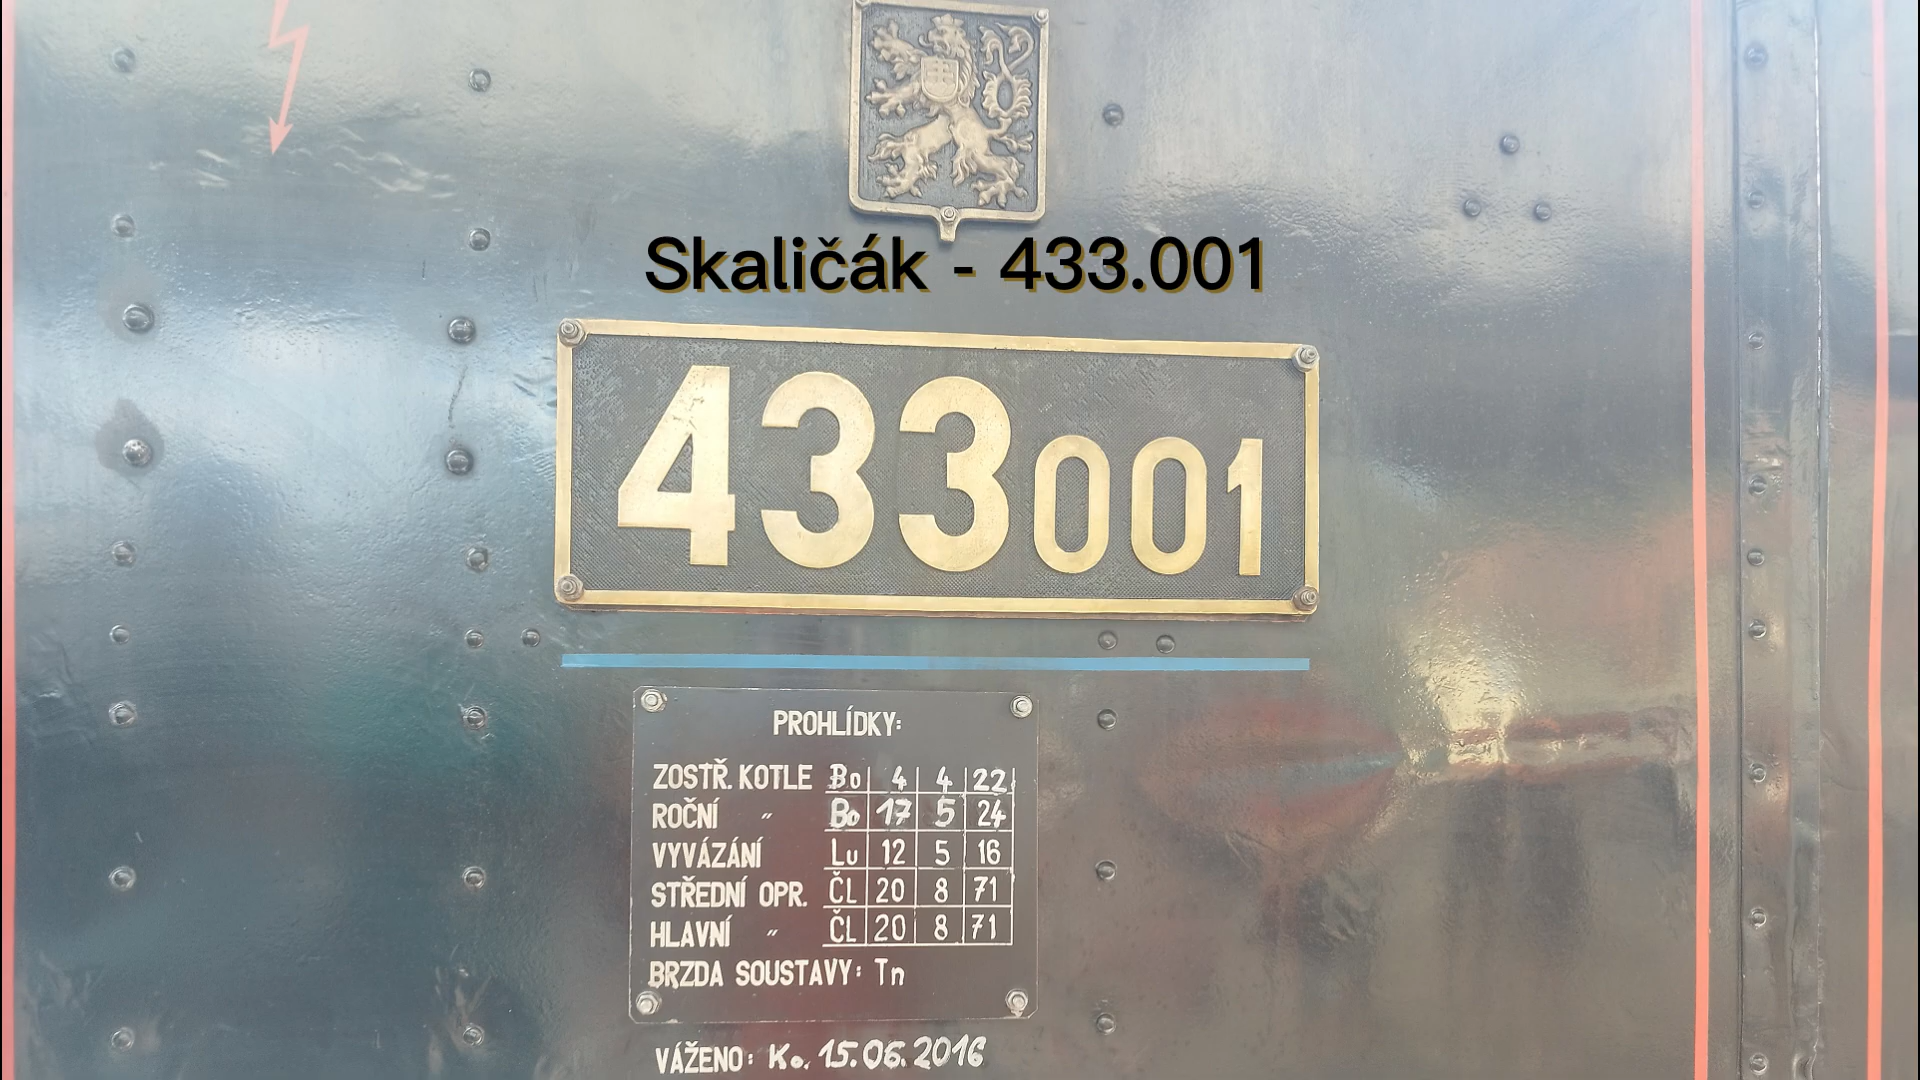 Skaličák - 433.001
433001
PROHLÍDKY:
ZOSTŘ. KOTLE Bo 4 4 22
ROČNÍ " Bo 17 5 24
VYVÁZÁNÍ Lu 12 5 16
STŘEDNÍ OPR. ČL 20 8 71
HLAVNÍ " ČL 20 8 71
BRZDA SOUSTAVY: Tn
VÁŽENO: Ko. 15.06.2016